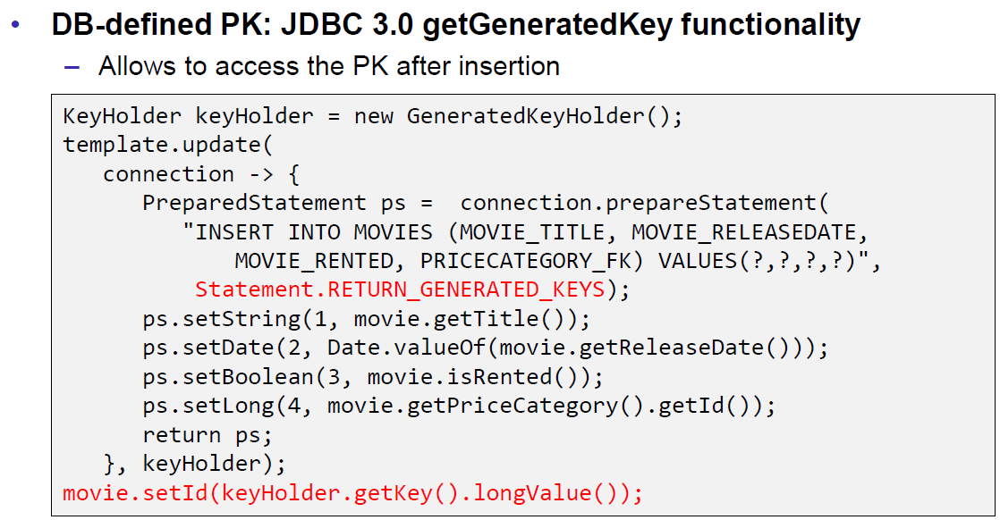 • DB-defined PK: JDBC 3.0 getGeneratedKey functionality
– Allows to access the PK after insertion
KeyHolder keyHolder = new GeneratedKeyHolder();
template.update(
   connection -> {
      PreparedStatement ps =  connection.prepareStatement(
         "INSERT INTO MOVIES (MOVIE_TITLE, MOVIE_RELEASEDATE,
             MOVIE_RENTED, PRICECATEGORY_FK) VALUES(?,?,?,?)",
          Statement.RETURN_GENERATED_KEYS);
      ps.setString(1, movie.getTitle());
      ps.setDate(2, Date.valueOf(movie.getReleaseDate()));
      ps.setBoolean(3, movie.isRented());
      ps.setLong(4, movie.getPriceCategory().getId());
      return ps;
   }, keyHolder);
movie.setId(keyHolder.getKey().longValue());